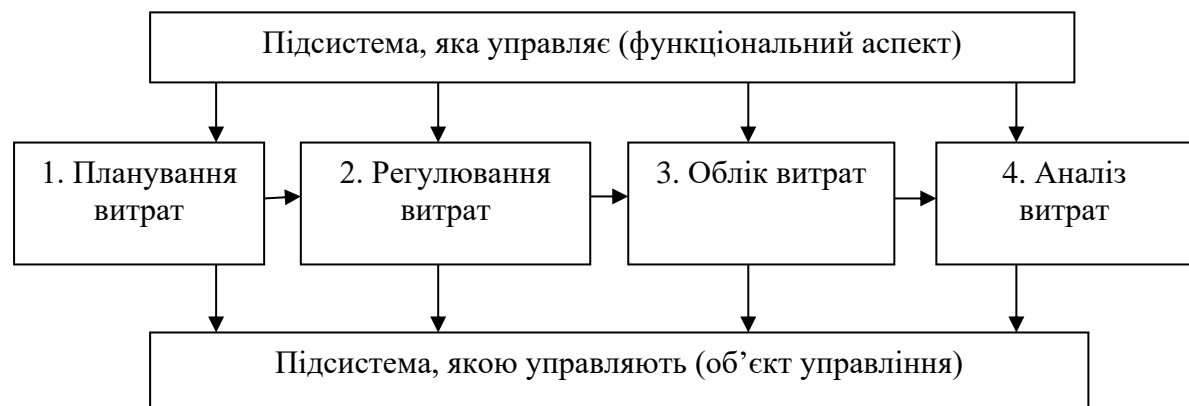 Підсистема, яка управляє (функціональний аспект)
1. Планування
витрат
2. Регулювання
витрат
3. Облік витрат
4. Аналіз
витрат
Підсистема, якою управляють (об’єкт управління)